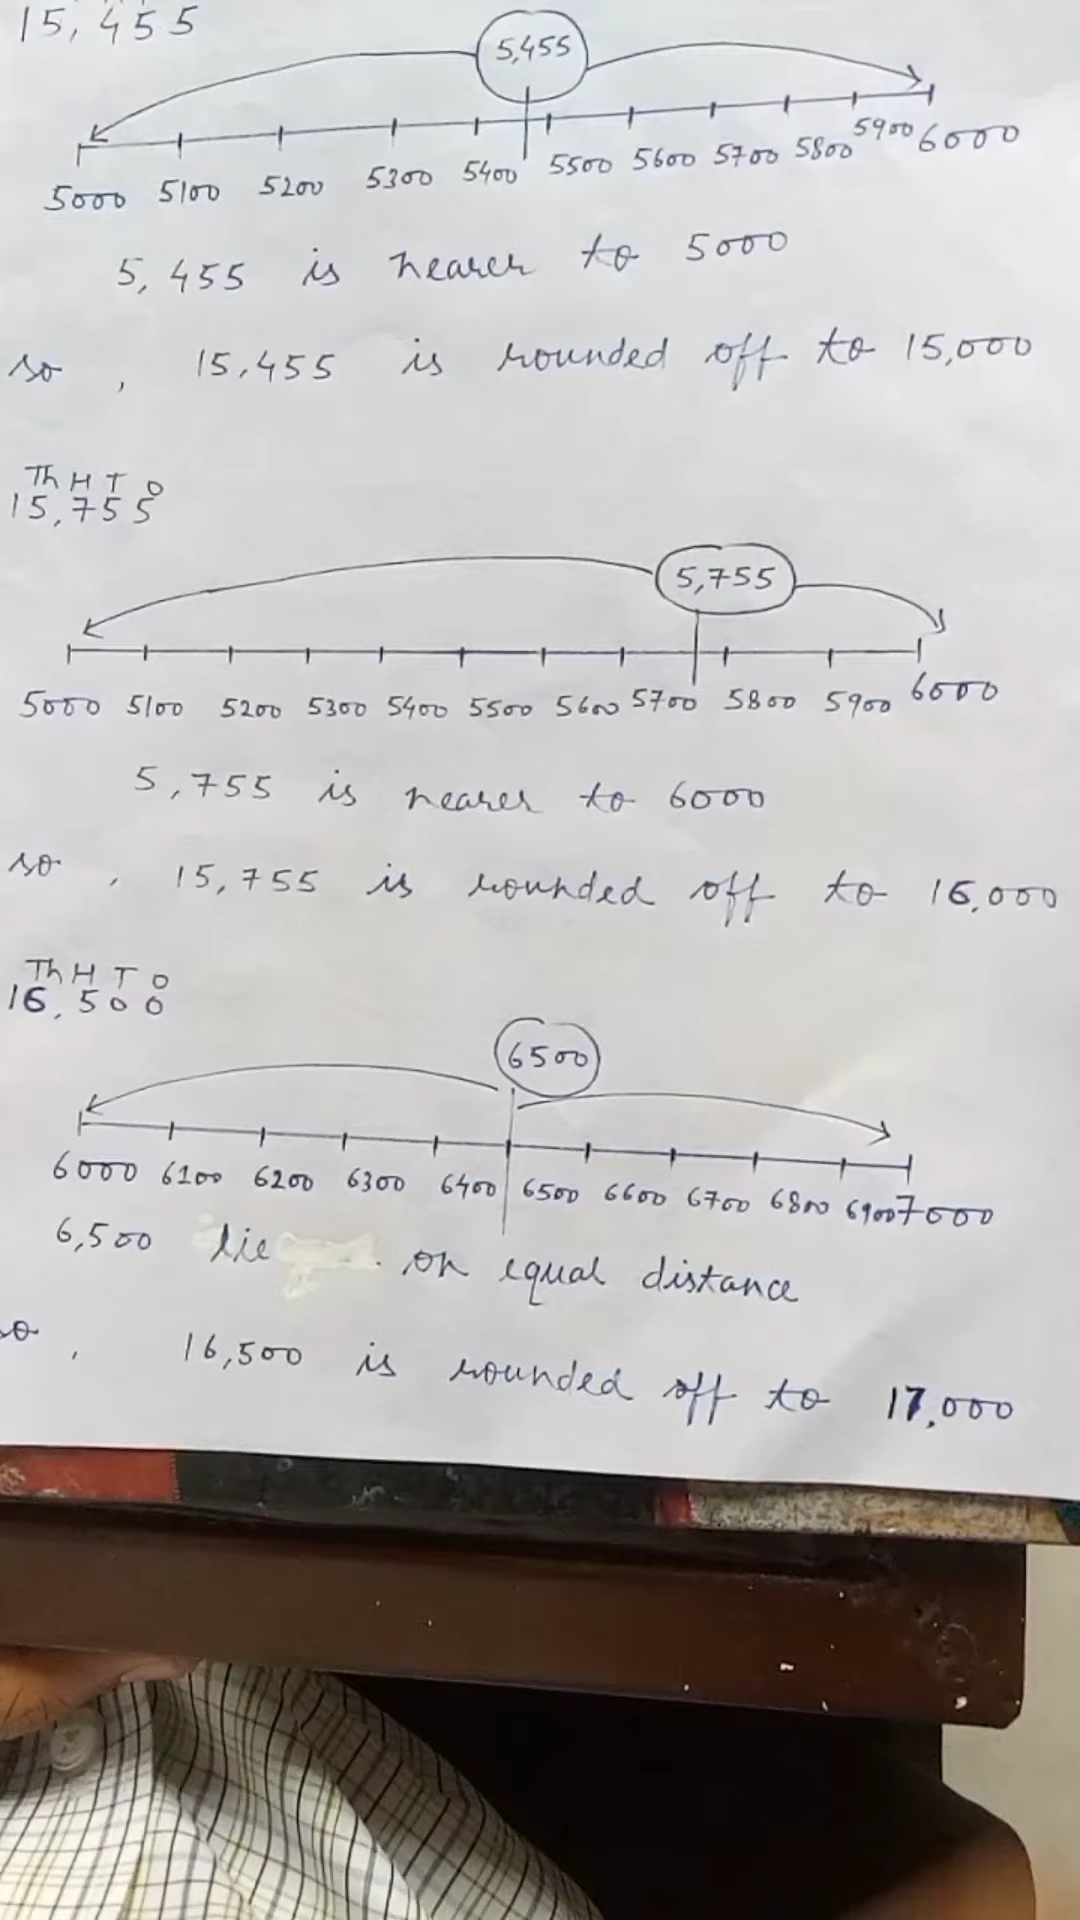 15,455
5,455
5000 5100 5200 5300 5400 5500 5600 5700 5800 5900 6000
5,455 is nearer to 5000
so, 15,455 is rounded off to 15,000
Th H T O
15,755
5,755
5000 5100 5200 5300 5400 5500 5600 5700 5800 5900 6000
5,755 is nearer to 6000
so, 15,755 is rounded off to 16,000
Th H T O
16,500
6500
6000 6100 6200 6300 6400 6500 6600 6700 6800 6900 7000
6,500 lie on equal distance
so, 16,500 is rounded off to 17,000